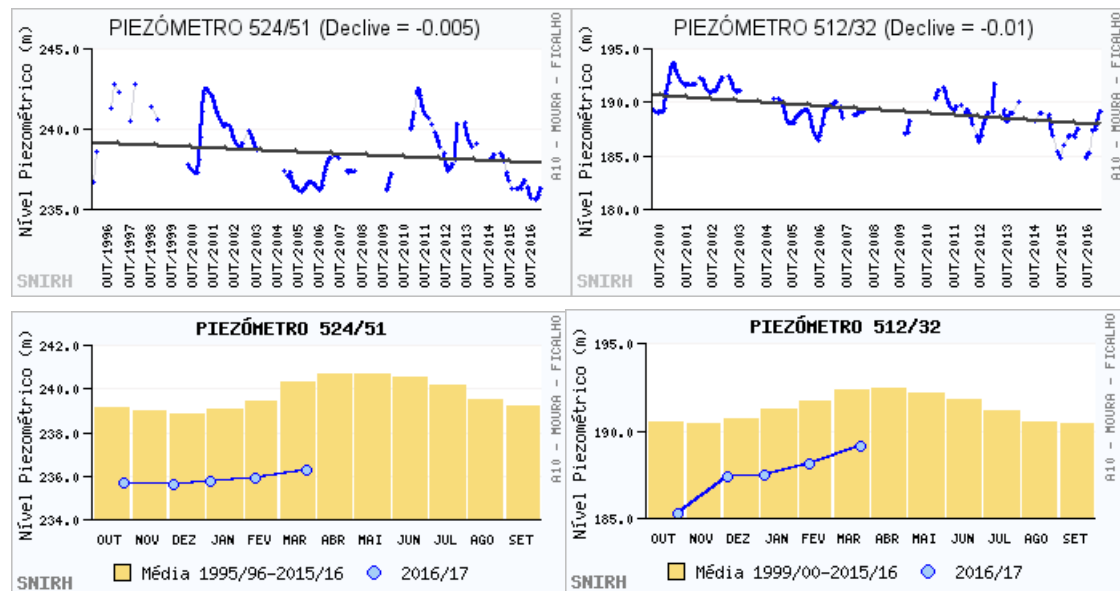 PIEZÓMETRO 524/51 (Declive = -0.005)
Nível Piezométrico (m)
245.0
240.0
235.0
OUT/1996
OUT/1997
OUT/1998
OUT/1999
OUT/2000
OUT/2001
OUT/2002
OUT/2003
OUT/2004
OUT/2005
OUT/2006
OUT/2007
OUT/2008
OUT/2009
OUT/2010
OUT/2011
OUT/2012
OUT/2013
OUT/2014
OUT/2015
OUT/2016
A10 - MOURA - FICALHO
SNIRH
PIEZÓMETRO 512/32 (Declive = -0.01)
Nível Piezométrico (m)
195.0
190.0
185.0
180.0
OUT/2000
OUT/2001
OUT/2002
OUT/2003
OUT/2004
OUT/2005
OUT/2006
OUT/2007
OUT/2008
OUT/2009
OUT/2010
OUT/2011
OUT/2012
OUT/2013
OUT/2014
OUT/2015
OUT/2016
A10 - MOURA - FICALHO
SNIRH
PIEZÓMETRO 524/51
Nível Piezométrico (m)
242.0
240.0
238.0
236.0
234.0
OUT NOV DEZ JAN FEV MAR ABR MAI JUN JUL AGO SET
Média 1995/96-2015/16 2016/17
A10 - MOURA - FICALHO
SNIRH
PIEZÓMETRO 512/32
Nível Piezométrico (m)
195.0
190.0
185.0
OUT NOV DEZ JAN FEV MAR ABR MAI JUN JUL AGO SET
Média 1999/00-2015/16 2016/17
A10 - MOURA - FICALHO
SNIRH